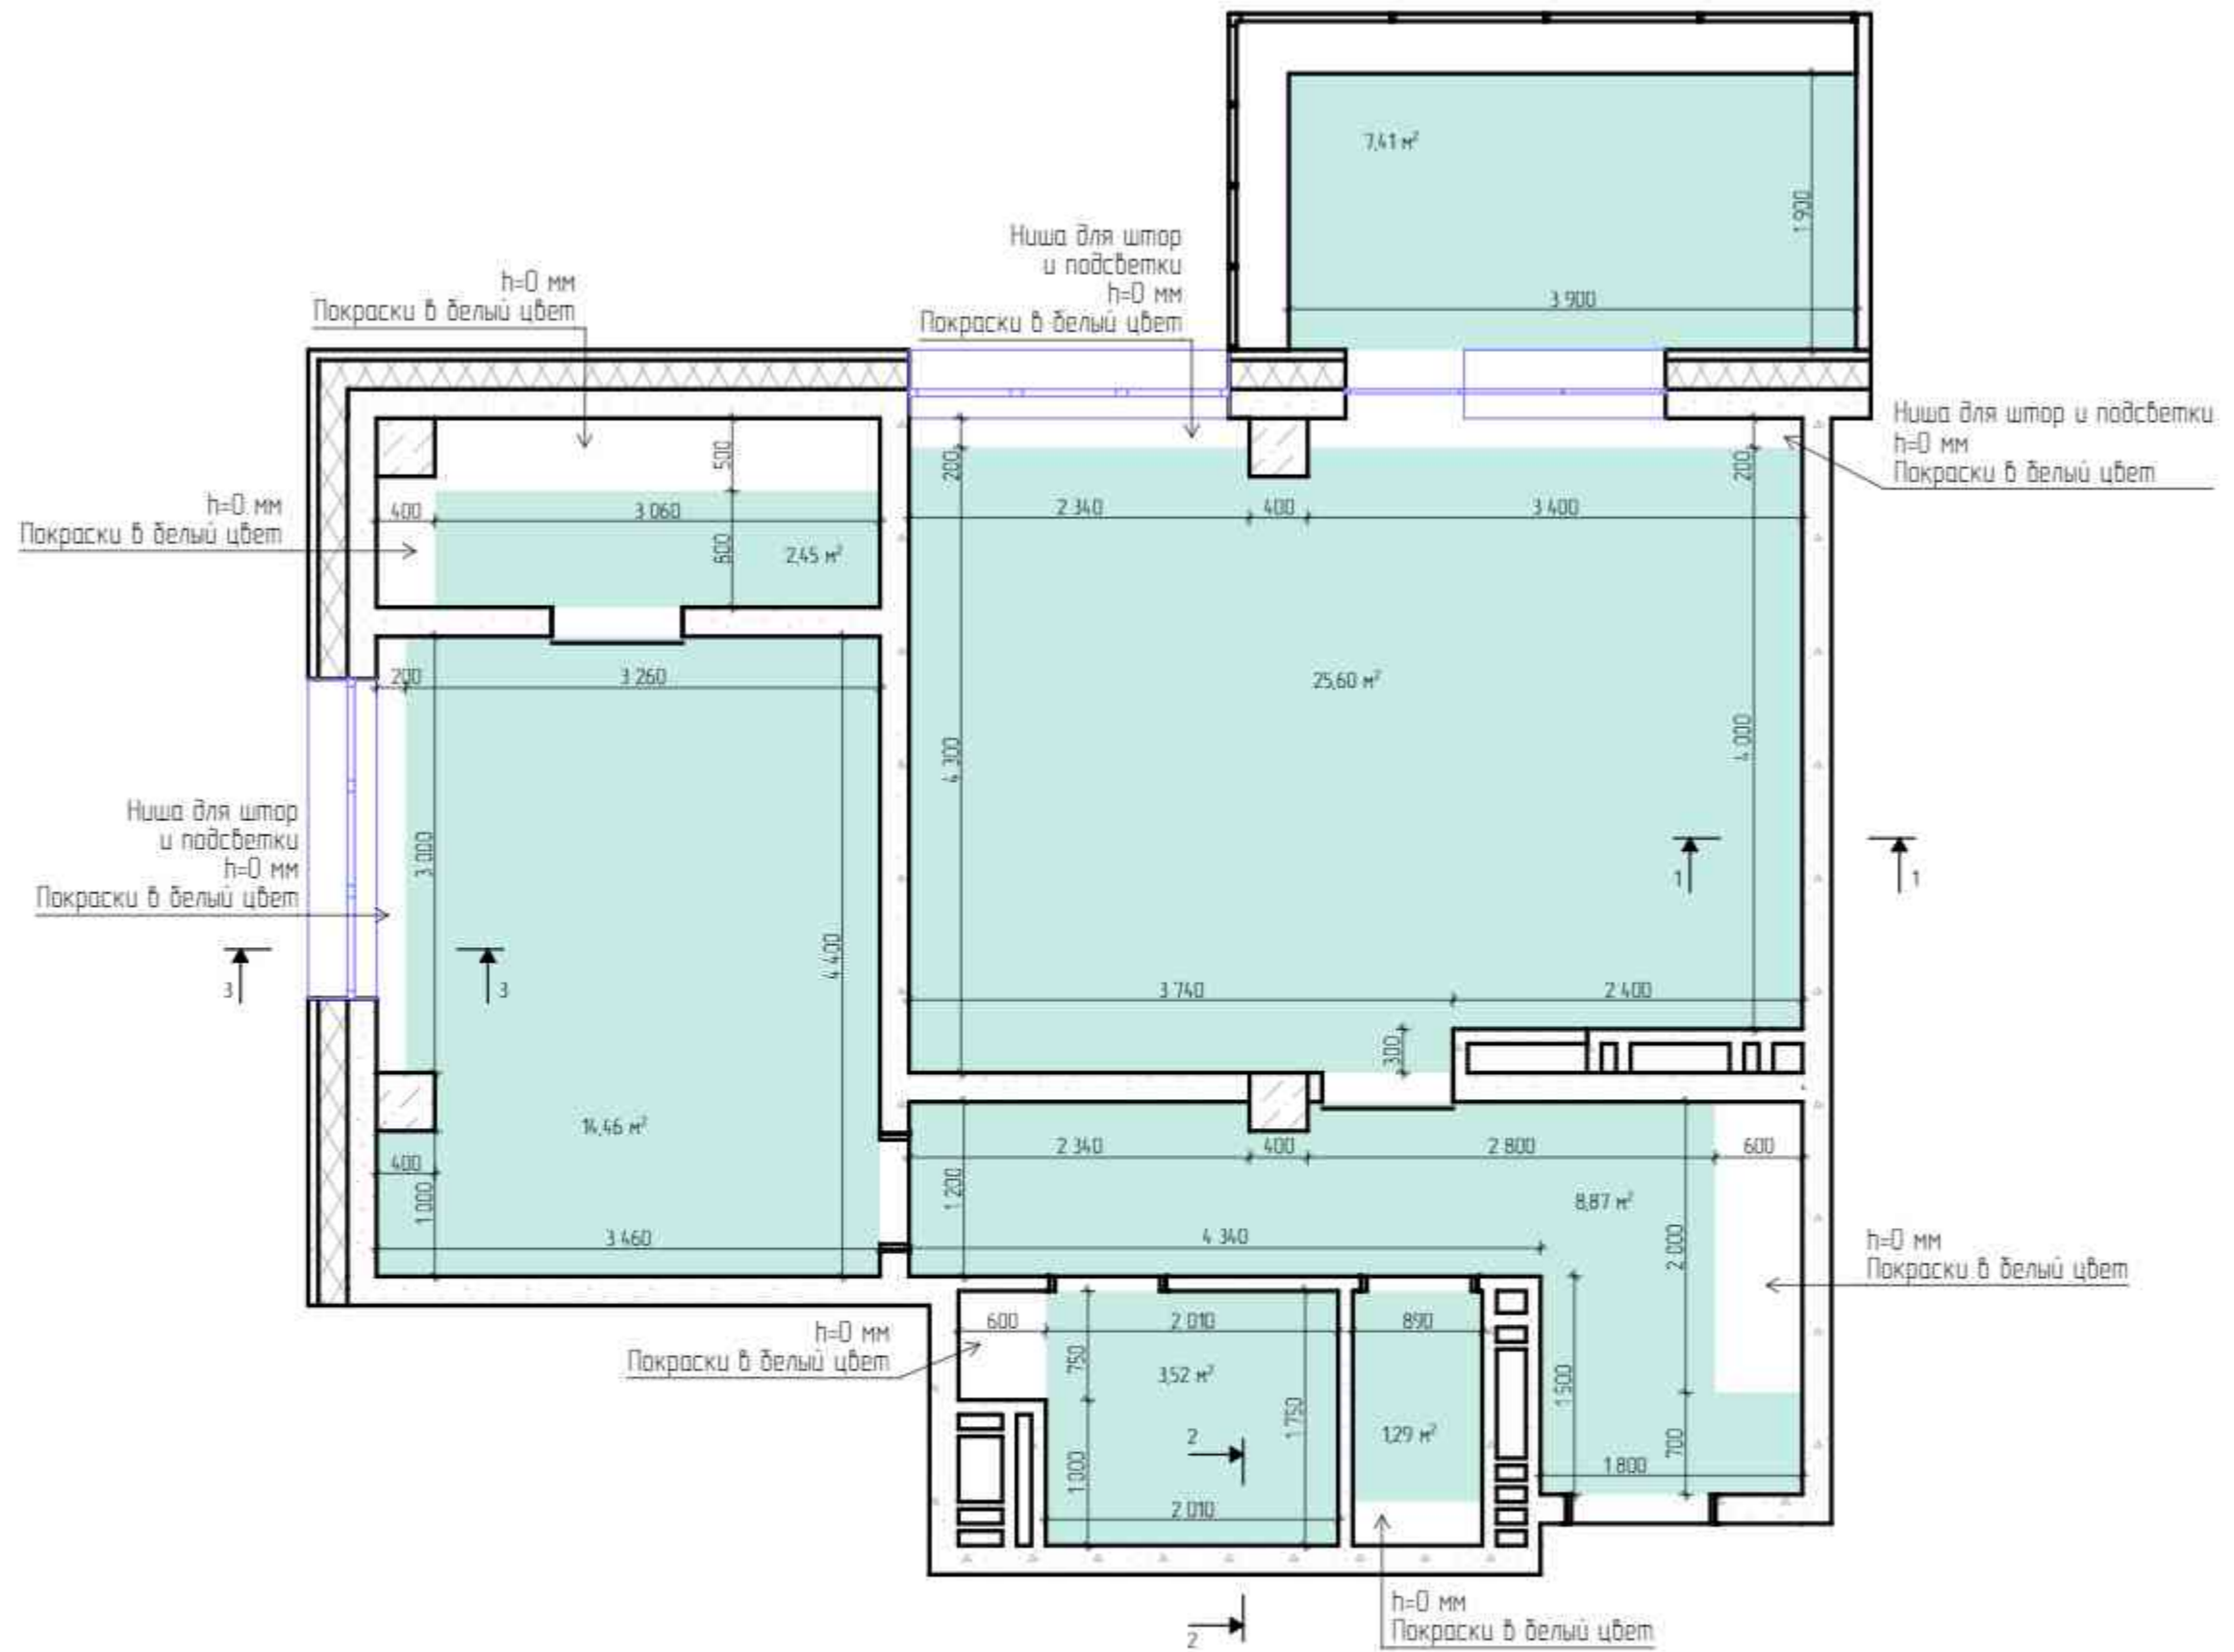 7,41 м²
1 900
3 900
Ниша для штор
и подсветки
h=0 мм
Покраски в белый цвет
h=0 мм
Покраски в белый цвет
Ниша для штор и подсветки
h=0 мм
Покраски в белый цвет
h=0 мм
Покраски в белый цвет
500
400
3 060
800
2,45 м²
200
200
2 340
400
3 400
200
3 260
25,60 м²
4 300
4 000
Ниша для штор
и подсветки
h=0 мм
Покраски в белый цвет
3 000
4 400
3
3
1
1
3 740
2 400
300
14,46 м²
400
1 000
3 460
2 340
400
2 800
600
1 200
8,87 м²
4 340
2 000
h=0 мм
Покраски в белый цвет
h=0 мм
Покраски в белый цвет
600
2 010
890
750
3,52 м²
1 750
1 500
1,29 м²
2
1 000
700
1 800
2 010
2
h=0 мм
Покраски в белый цвет